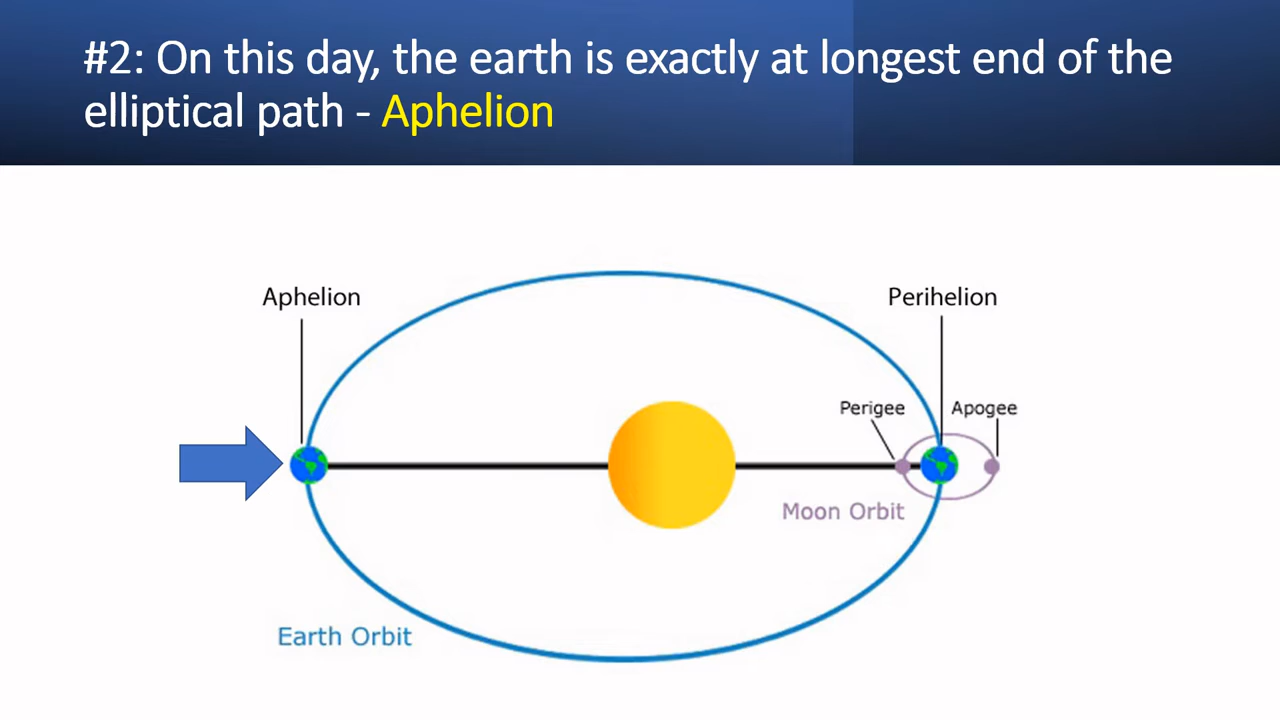 #2: On this day, the earth is exactly at longest end of the
elliptical path - Aphelion
Aphelion
Perihelion
Perigee
Apogee
Moon Orbit
Earth Orbit